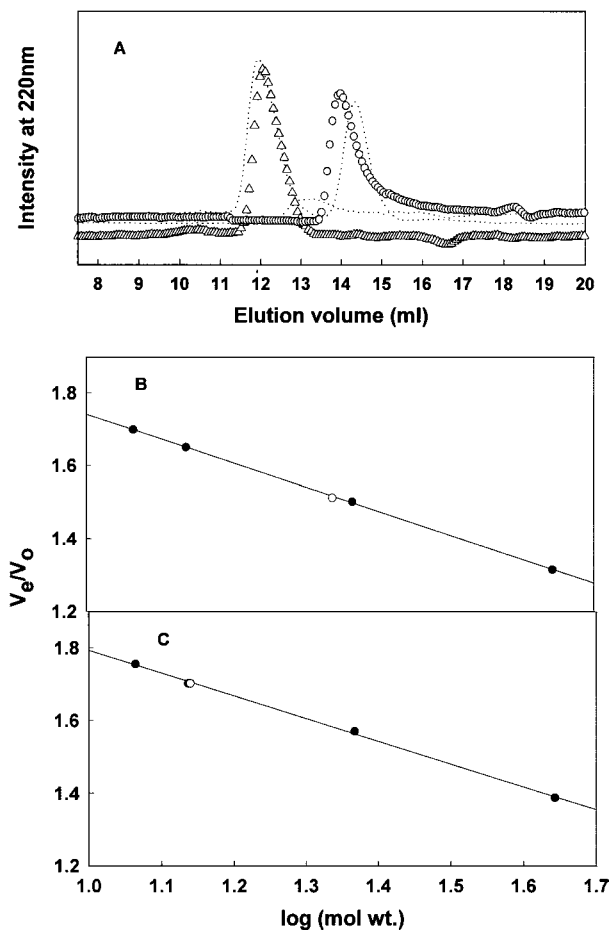 A
Intensity at 220nm
8 9 10 11 12 13 14 15 16 17 18 19 20
Elution volume (ml)
B
1.8
1.6
1.4
1.2
Ve/Vo
C
1.8
1.6
1.4
1.2
1.0 1.1 1.2 1.3 1.4 1.5 1.6 1.7
log (mol wt.)